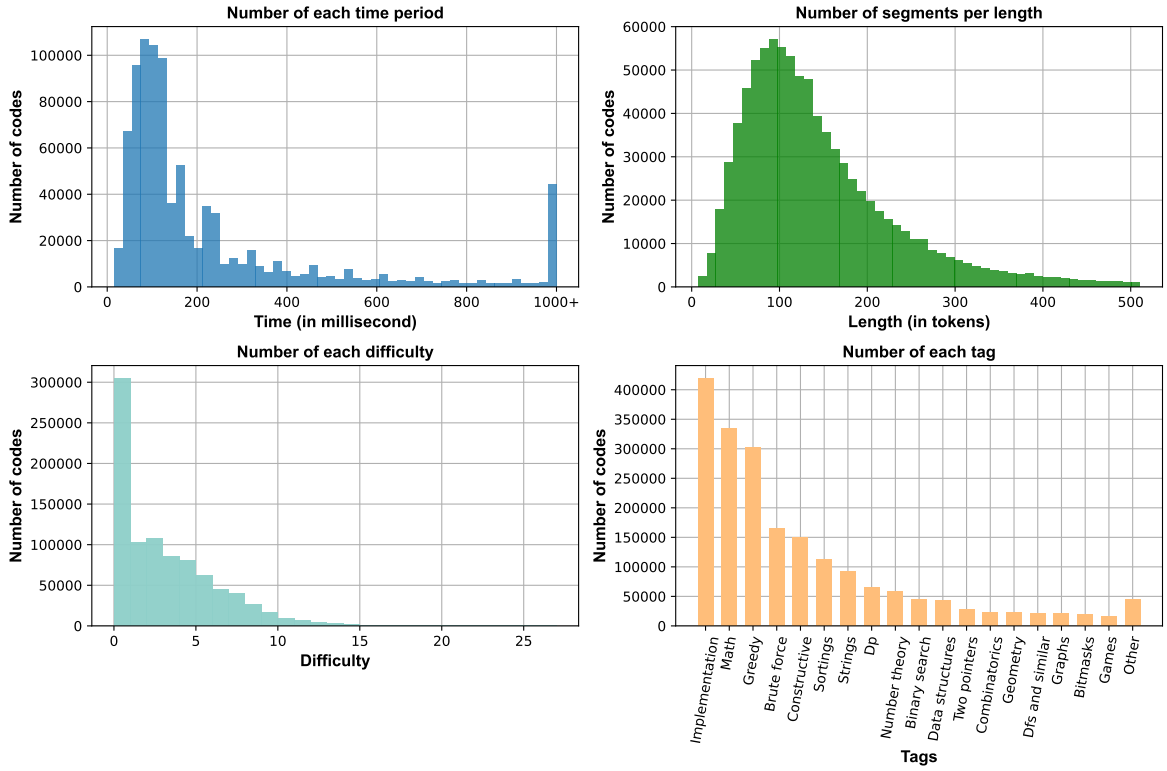 Number of each time period
100000
80000
60000
40000
20000
0
Number of codes
0 200 400 600 800 1000+
Time (in millisecond)
Number of segments per length
60000
50000
40000
30000
20000
10000
0
Number of codes
0 100 200 300 400 500
Length (in tokens)
Number of each difficulty
300000
250000
200000
150000
100000
50000
0
Number of codes
0 5 10 15 20 25
Difficulty
Number of each tag
400000
350000
300000
250000
200000
150000
100000
50000
0
Number of codes
Implementation
Math
Greedy
Brute force
Constructive
Sortings
Strings
Dp
Number theory
Binary search
Data structures
Two pointers
Combinatorics
Geometry
Dfs and similar
Graphs
Bitmasks
Games
Other
Tags